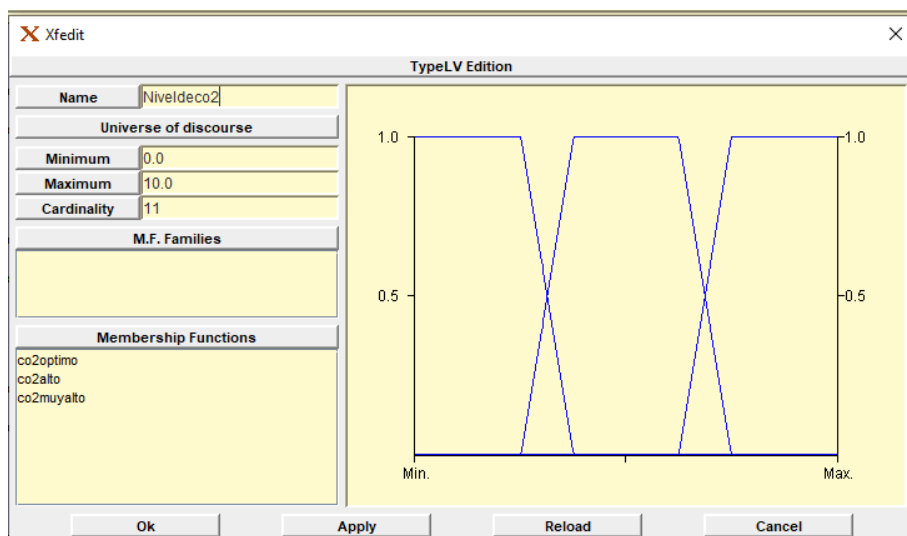 Xfedit
TypeLV Edition
Name Niveldeco2
Universe of discourse
Minimum 0.0
Maximum 10.0
Cardinality 11
M.F. Families
Membership Functions
co2optimo
co2alto
co2muyalto
1.0 1.0
0.5 0.5
Min. Max.
Ok Apply Reload Cancel